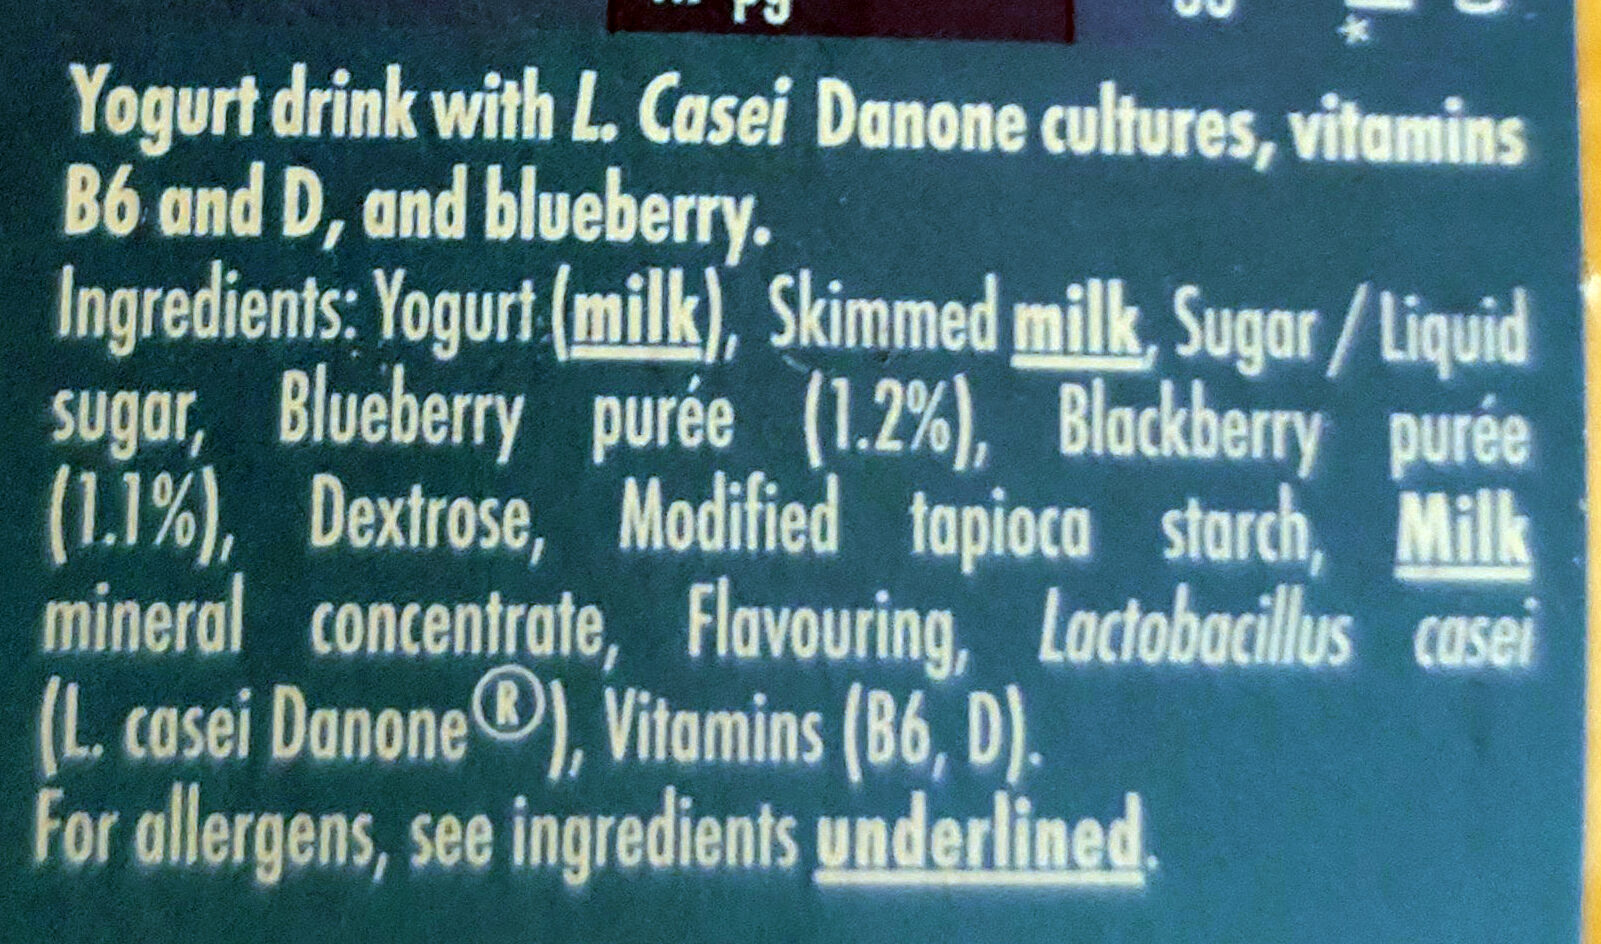 Yogurt drink with L. Casei Danone cultures, vitamins
B6 and D, and blueberry.
Ingredients: Yogurt (milk), Skimmed milk, Sugar / Liquid
sugar, Blueberry purée (1.2%), Blackberry purée
(1.1%), Dextrose, Modified tapioca starch, Milk
mineral concentrate, Flavouring, Lactobacillus casei
(L. casei Danone®), Vitamins (B6, D).
For allergens, see ingredients underlined.